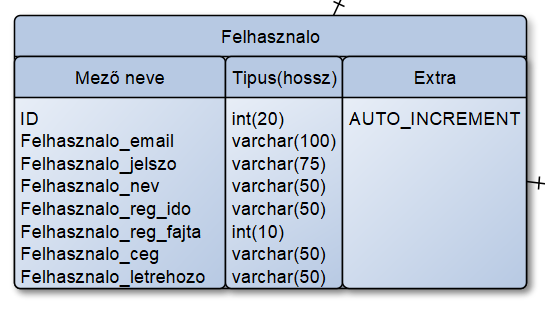 Felhasznalo
Mező neve Tipus(hossz) Extra
ID int(20) AUTO_INCREMENT
Felhasznalo_email varchar(100)
Felhasznalo_jelszo varchar(75)
Felhasznalo_nev varchar(50)
Felhasznalo_reg_ido varchar(50)
Felhasznalo_reg_fajta int(10)
Felhasznalo_ceg varchar(50)
Felhasznalo_letrehozo varchar(50)